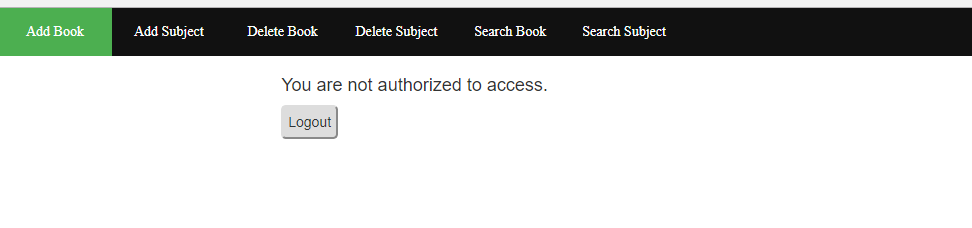 Add Book Add Subject Delete Book Delete Subject Search Book Search Subject
You are not authorized to access.
Logout